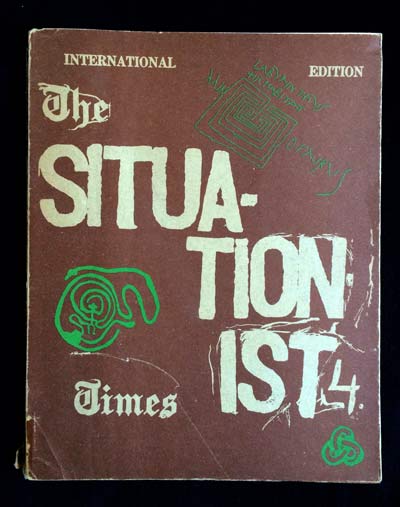 INTERNATIONAL EDITION
The
SITUA-
TION-
IST 4.
Times